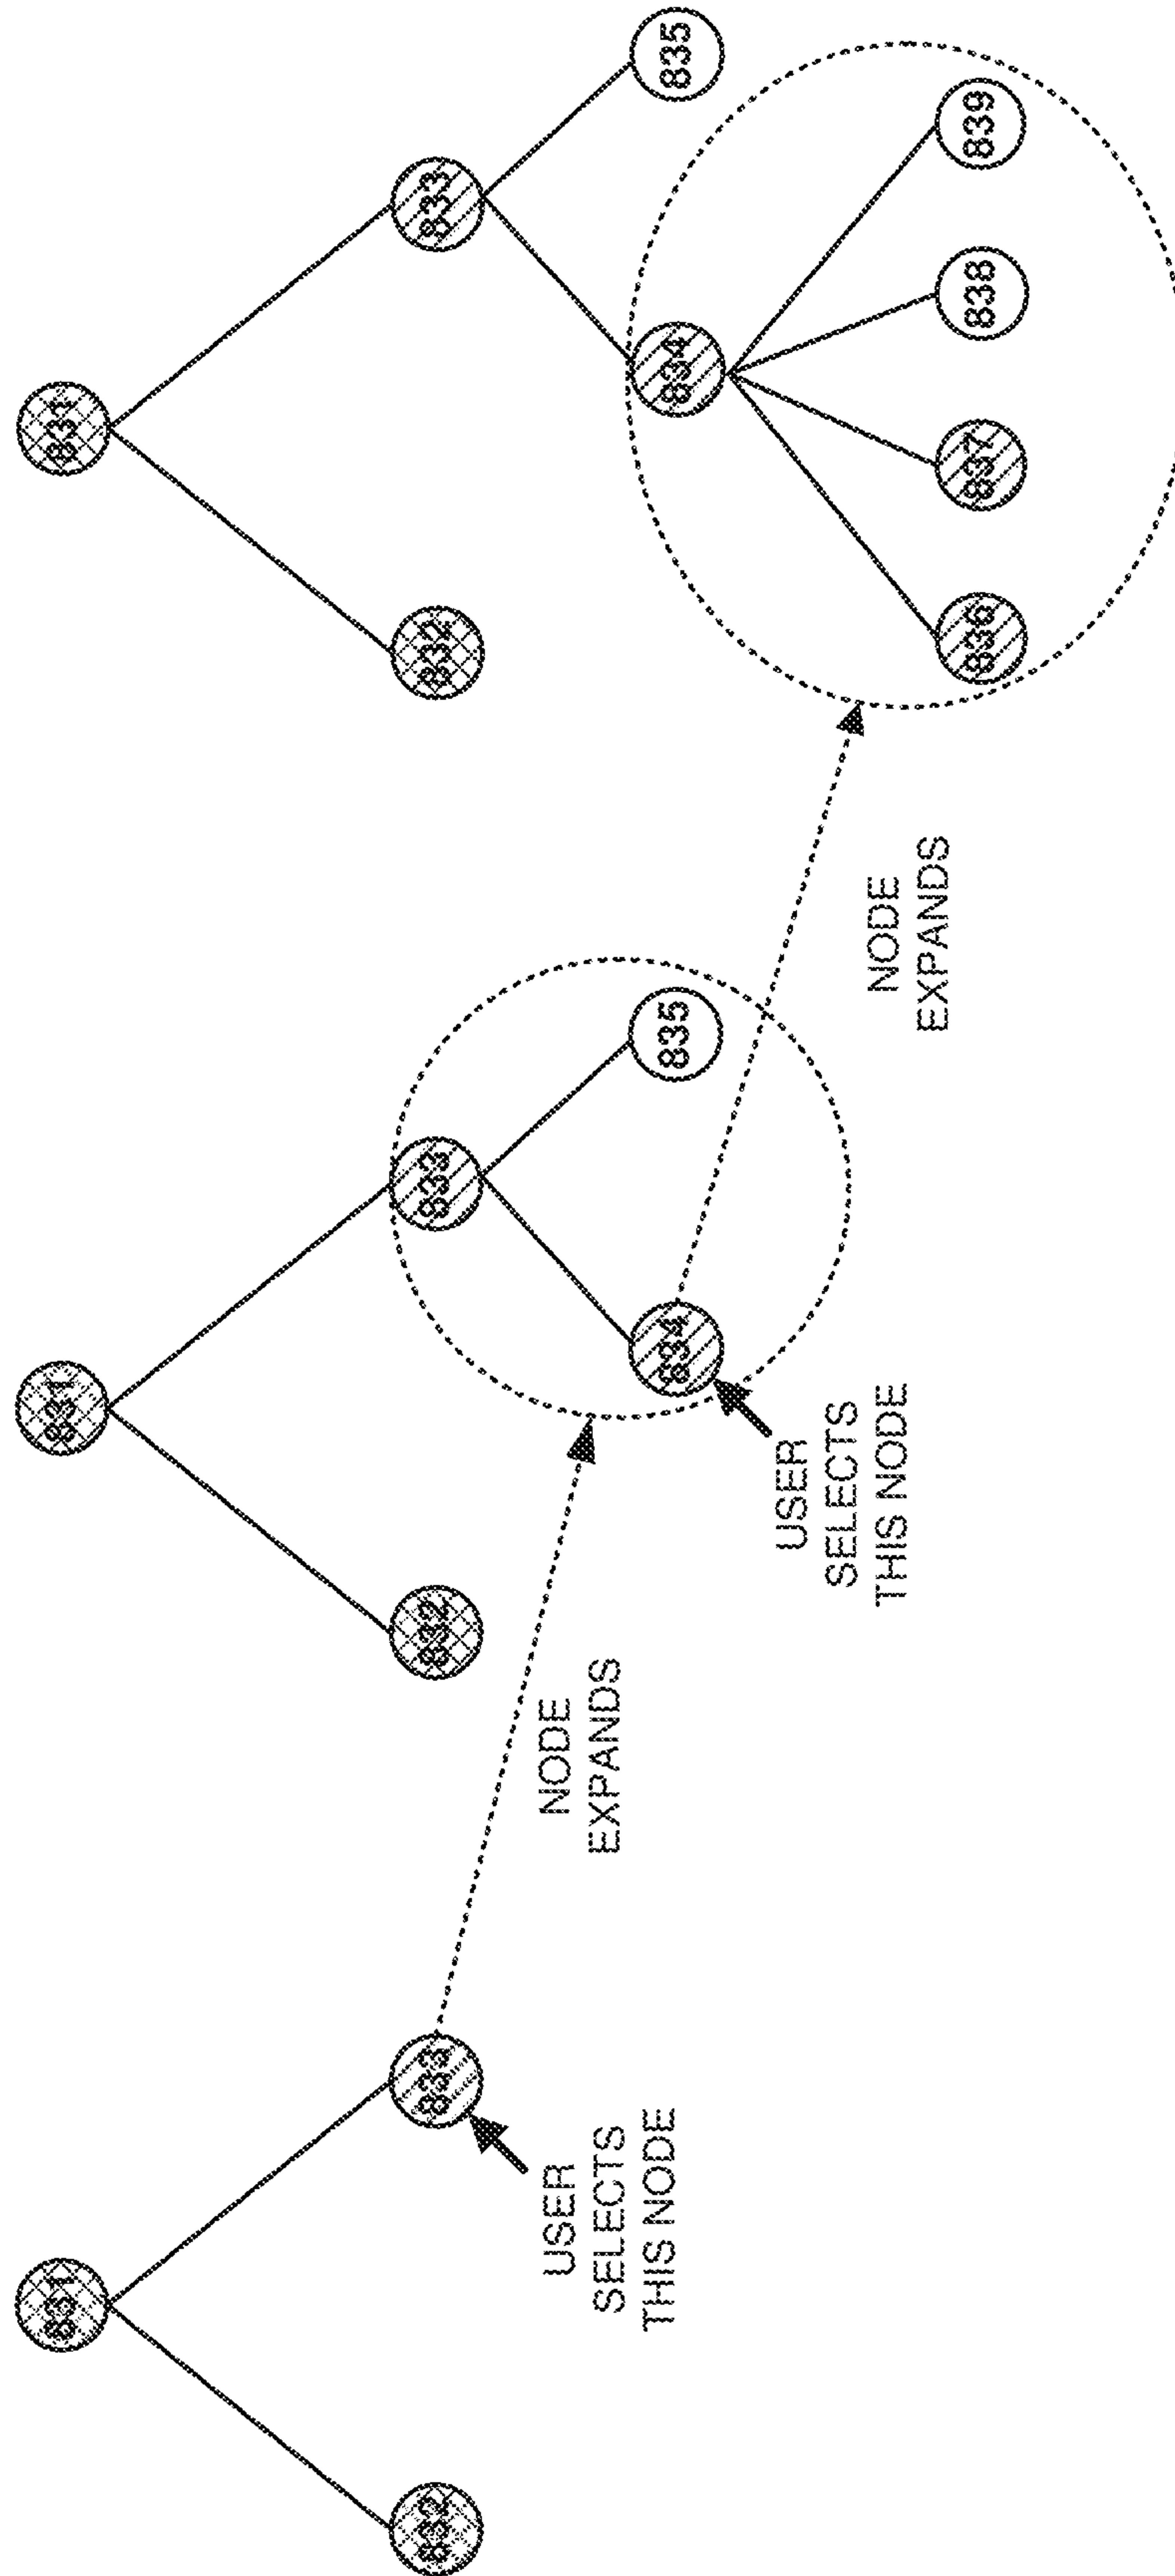 831
832
833
USER
SELECTS
THIS NODE
NODE
EXPANDS
831
832
833
834
835
USER
SELECTS
THIS NODE
NODE
EXPANDS
831
832
833
834
835
836
837
838
839